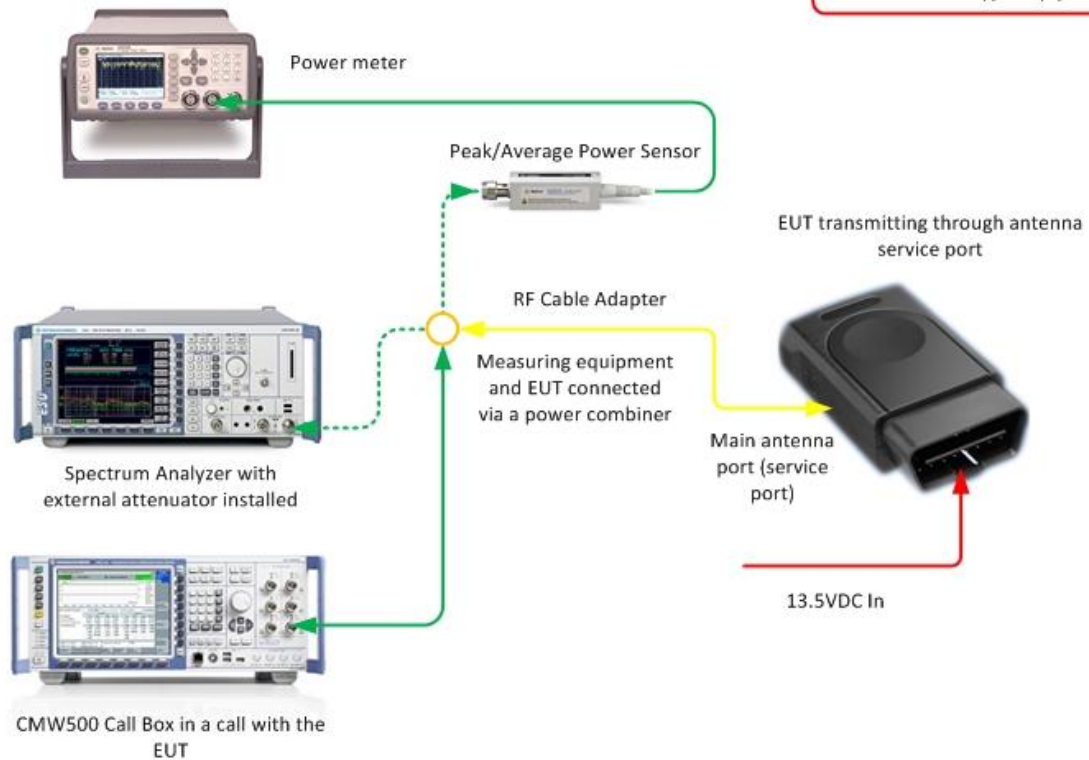 Power meter
Peak/Average Power Sensor
EUT transmitting through antenna
service port
RF Cable Adapter
Measuring equipment
and EUT connected
via a power combiner
Main antenna
port (service
port)
Spectrum Analyzer with
external attenuator installed
13.5VDC In
CMW500 Call Box in a call with the
EUT